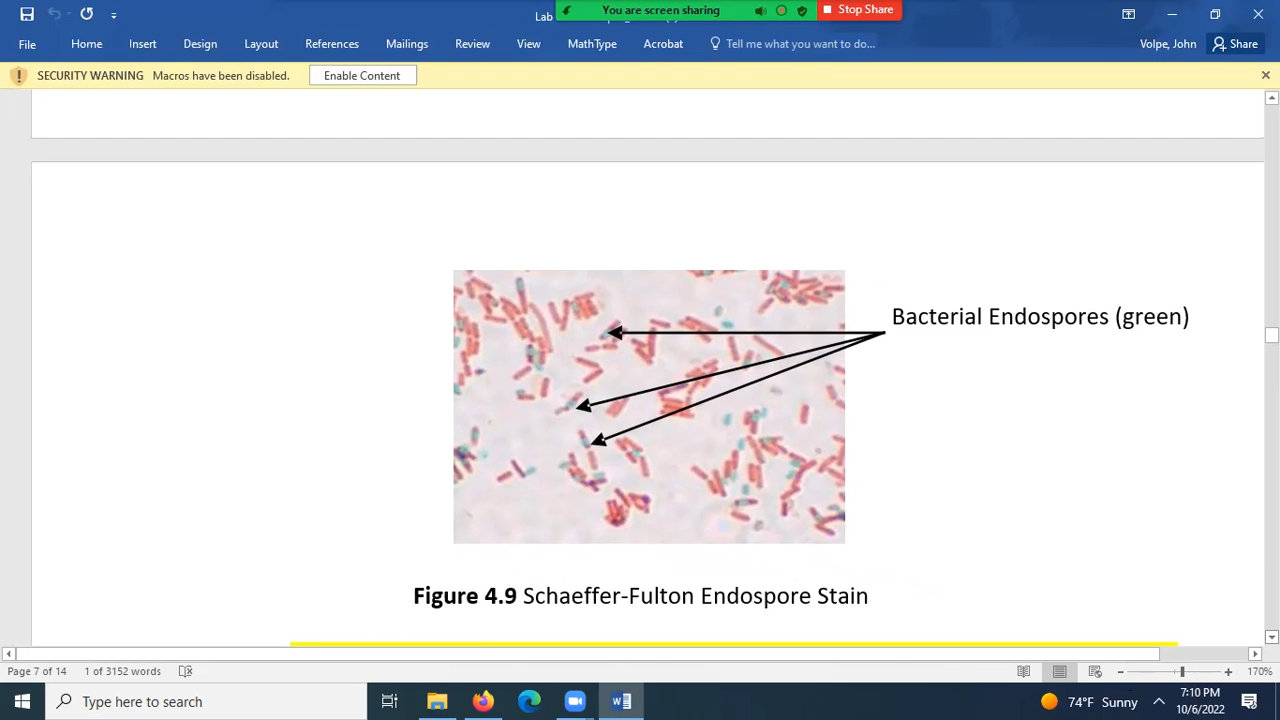 Lab
You are screen sharing
Stop Share
File
Home
Insert
Design
Layout
References
Mailings
Review
View
MathType
Acrobat
Tell me what you want to do...
Volpe, John
Share
SECURITY WARNING Macros have been disabled.
Enable Content
Bacterial Endospores (green)
Figure 4.9 Schaeffer-Fulton Endospore Stain
Page 7 of 14
1 of 3152 words
170%
Type here to search
74°F Sunny
7:10 PM
10/6/2022